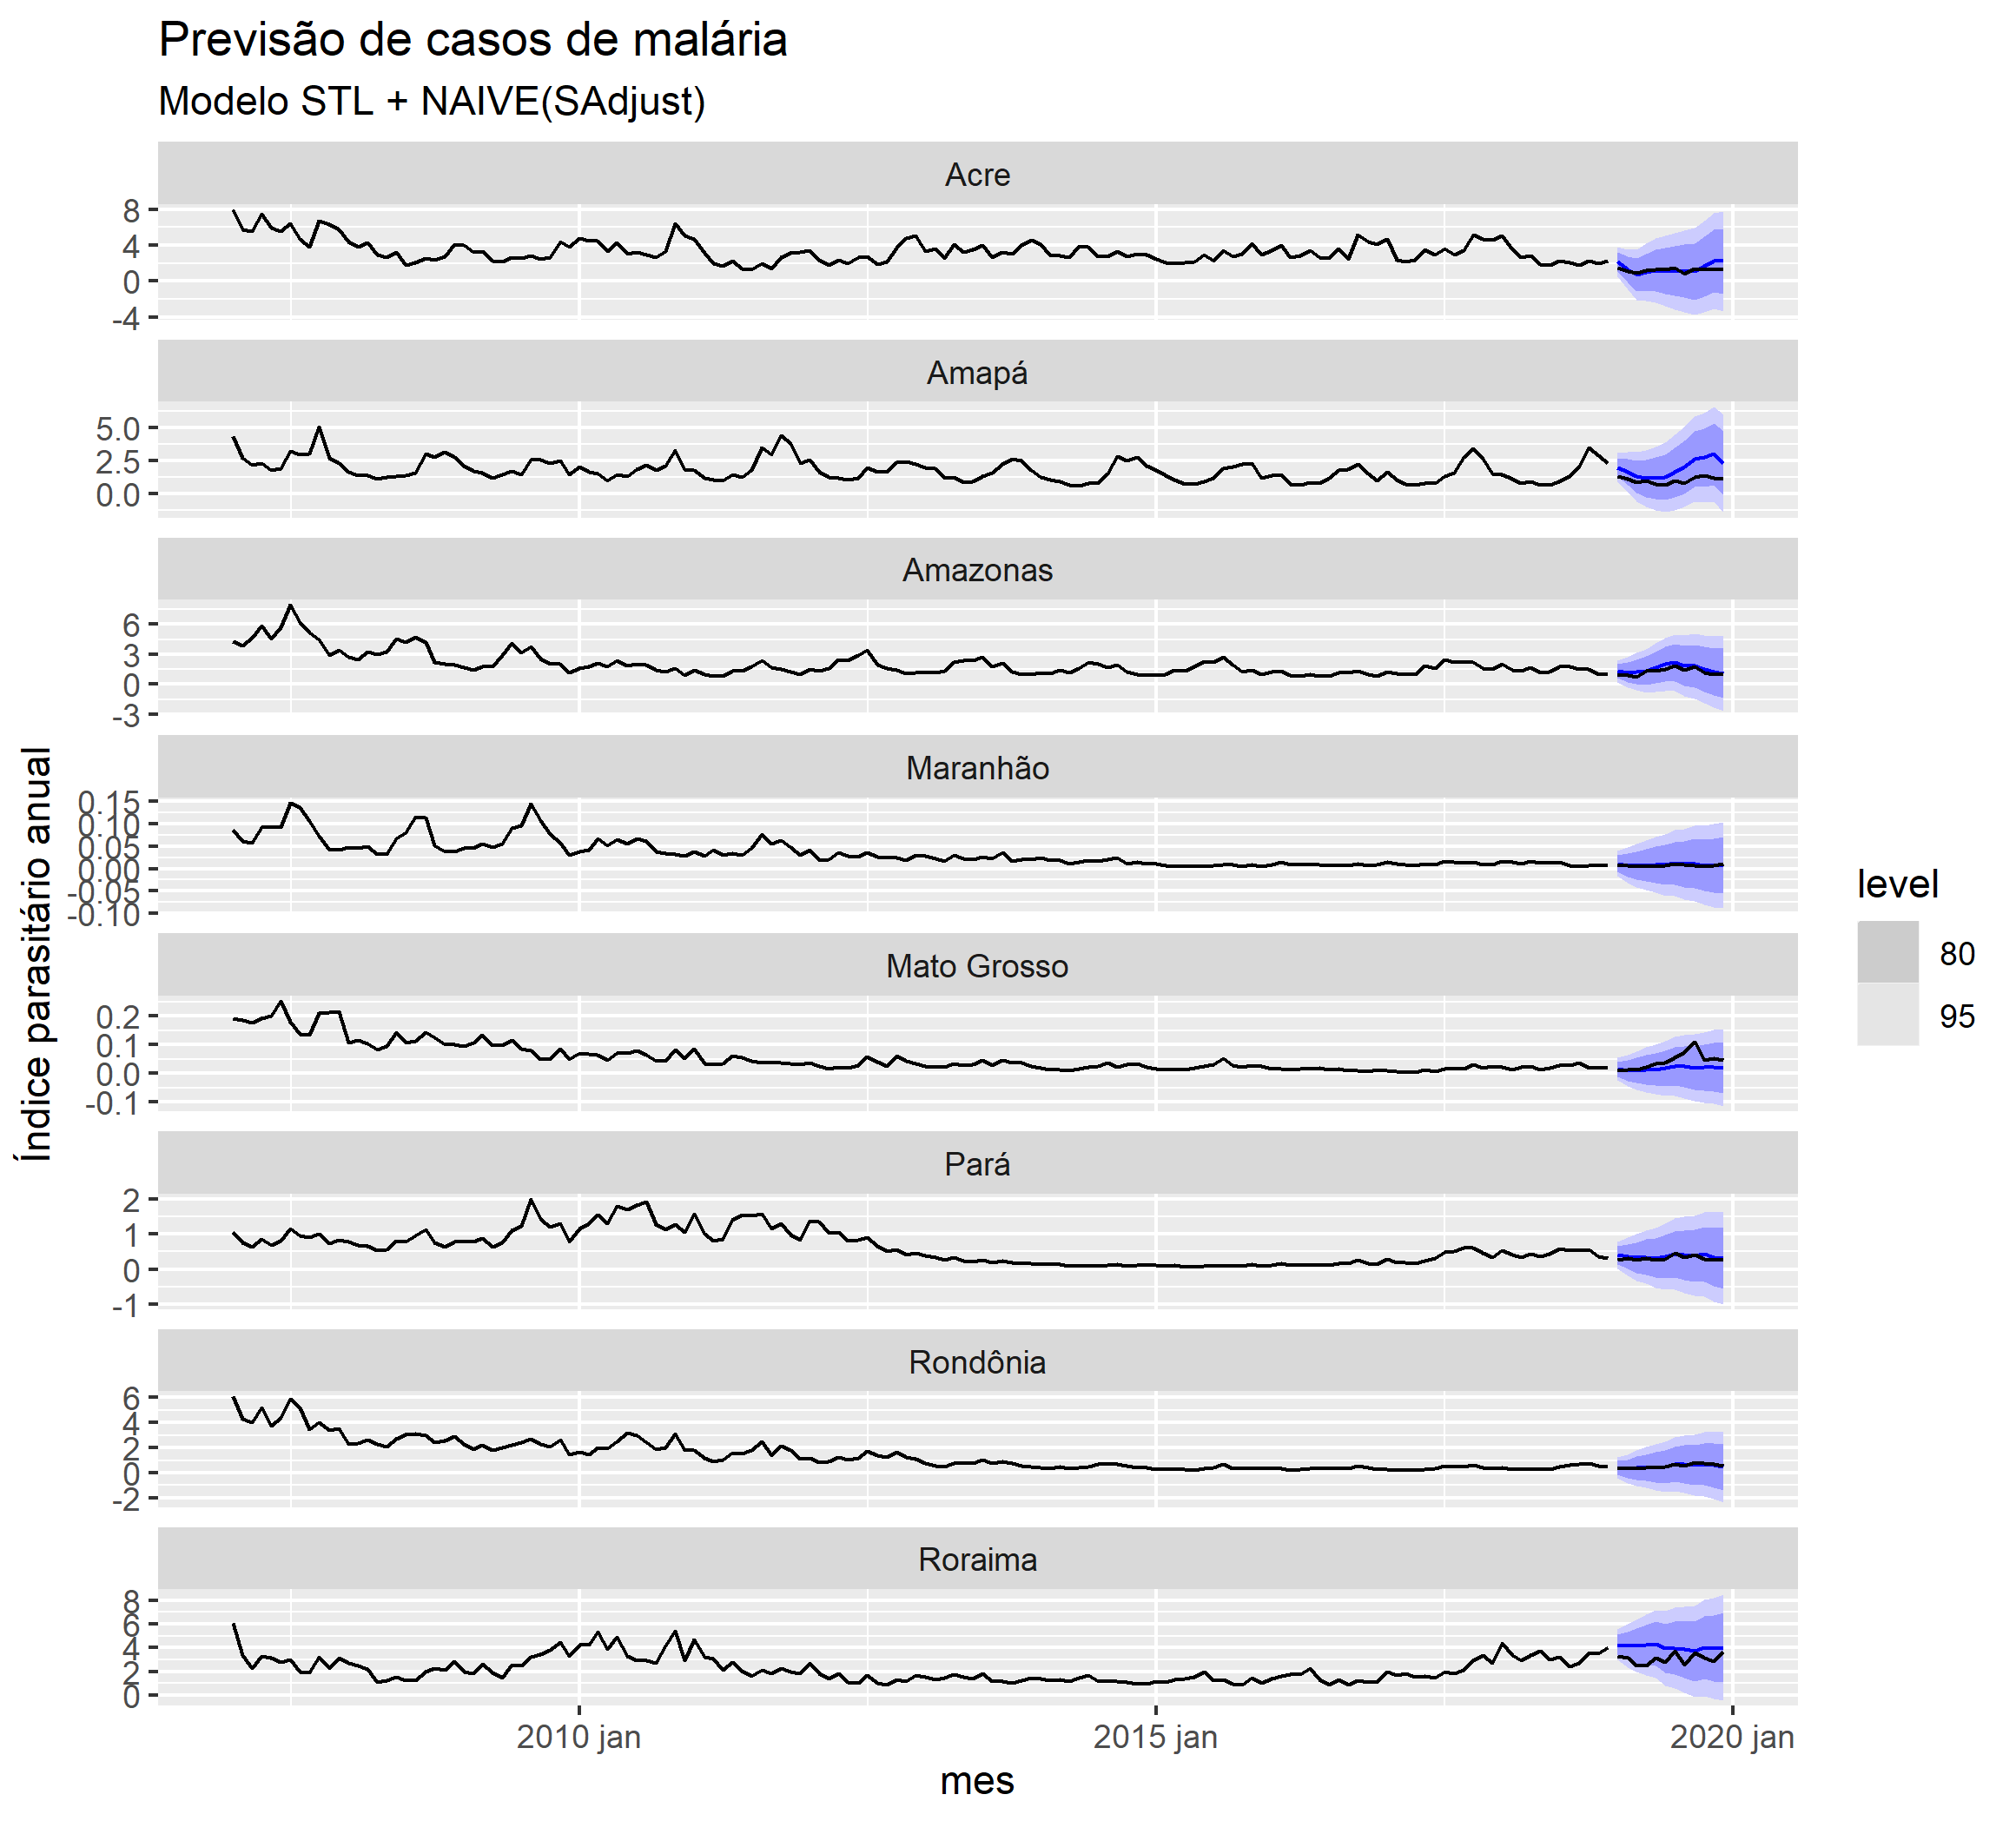 Previsão de casos de malária
Modelo STL + NAIVE(SAdjust)
Índice parasitário anual
Acre
8
4
0
-4
Amapá
5.0
2.5
0.0
Amazonas
6
3
0
-3
Maranhão
0.15
0.10
0.05
0.00
-0.05
-0.10
Mato Grosso
0.2
0.1
0.0
-0.1
Pará
2
1
0
-1
Rondônia
6
4
2
0
-2
Roraima
8
6
4
2
0
2010 jan
2015 jan
2020 jan
mes
level
80
95